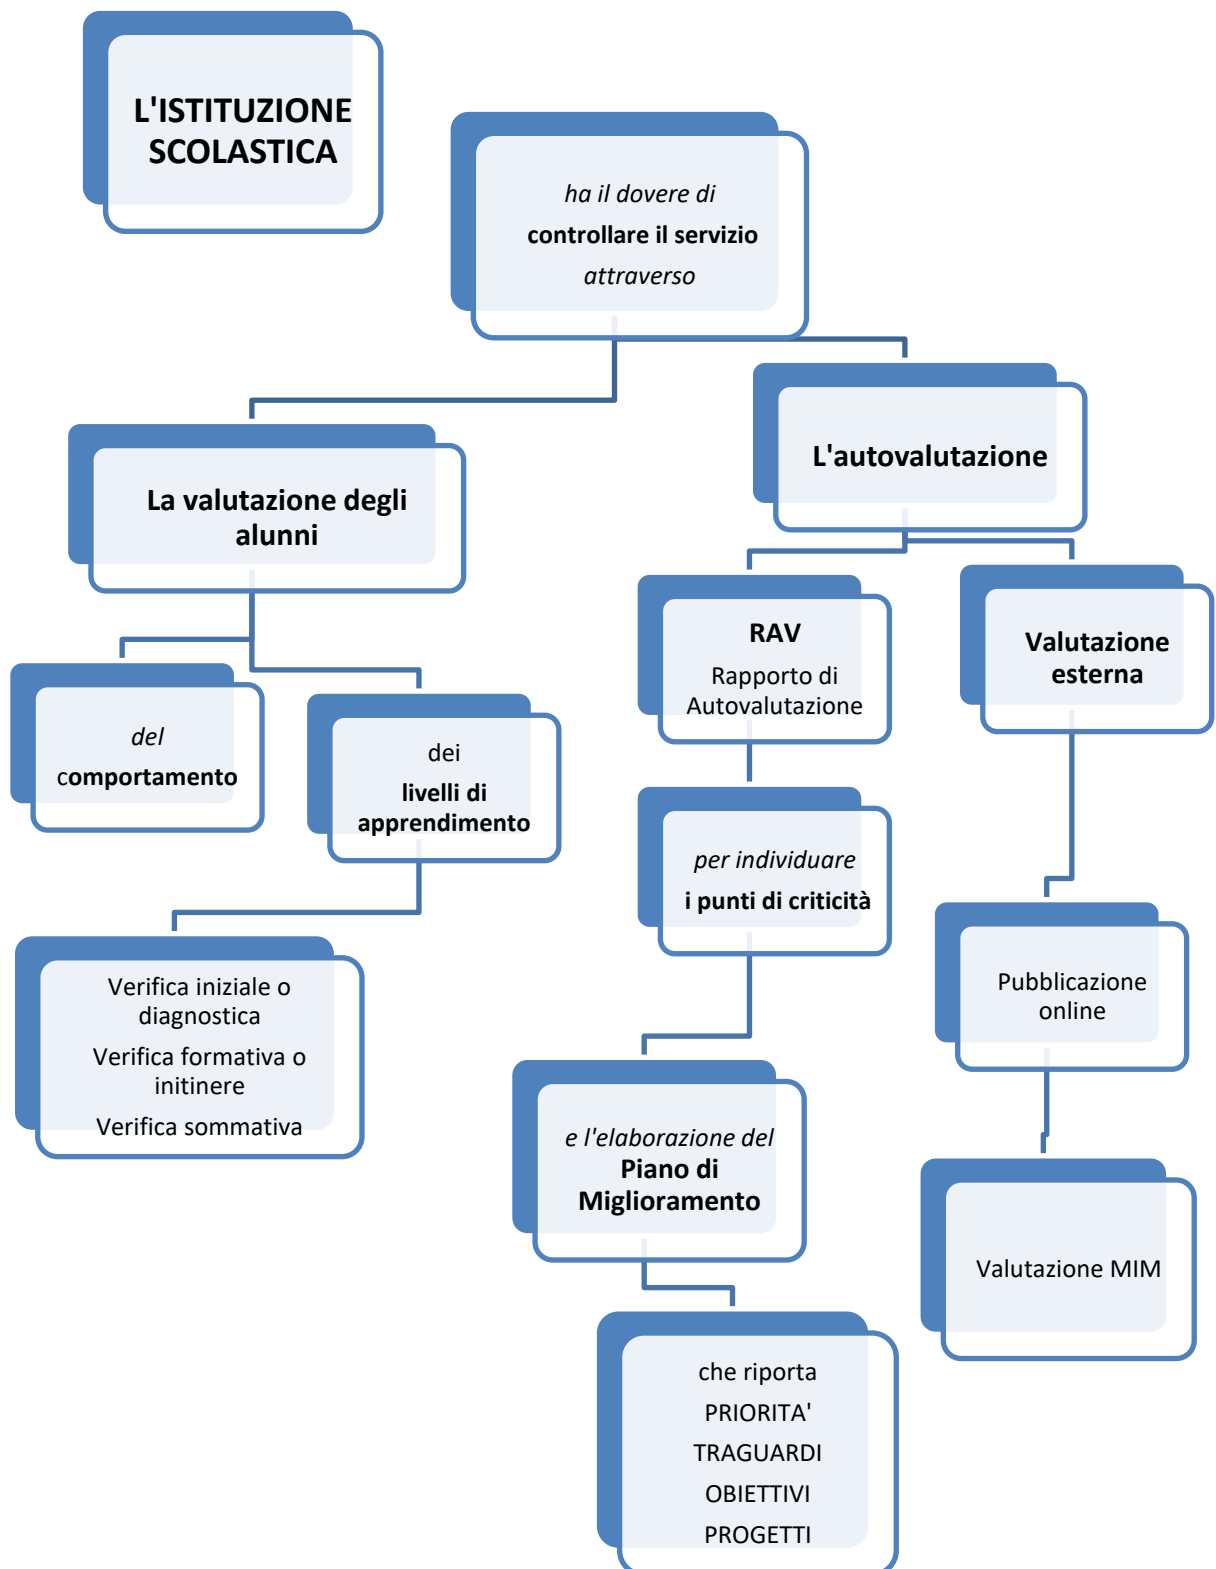 L'ISTITUZIONE
SCOLASTICA
ha il dovere di
controllare il servizio
attraverso
L'autovalutazione
La valutazione degli
alunni
RAV
Rapporto di
Autovalutazione
Valutazione
esterna
del
comportamento
dei
livelli di
apprendimento
per individuare
i punti di criticità
Pubblicazione
online
Verifica iniziale o
diagnostica
Verifica formativa o
initinere
Verifica sommativa
e l'elaborazione del
Piano di
Miglioramento
Valutazione MIM
che riporta
PRIORITA'
TRAGUARDI
OBIETTIVI
PROGETTI